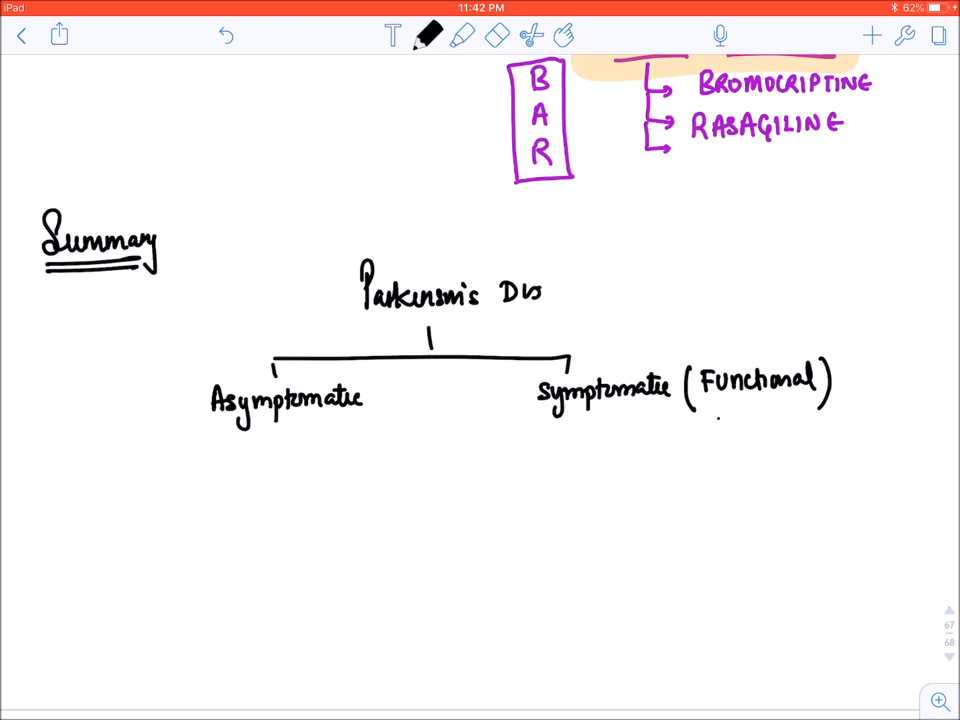 iPad
11:42 PM
62%
T
B
A
R
BROMOCRIPTINE
RASAGILINE
Summary
Parkinson's Dis
Asymptomatic
Symptomatic (Functional)
67
68